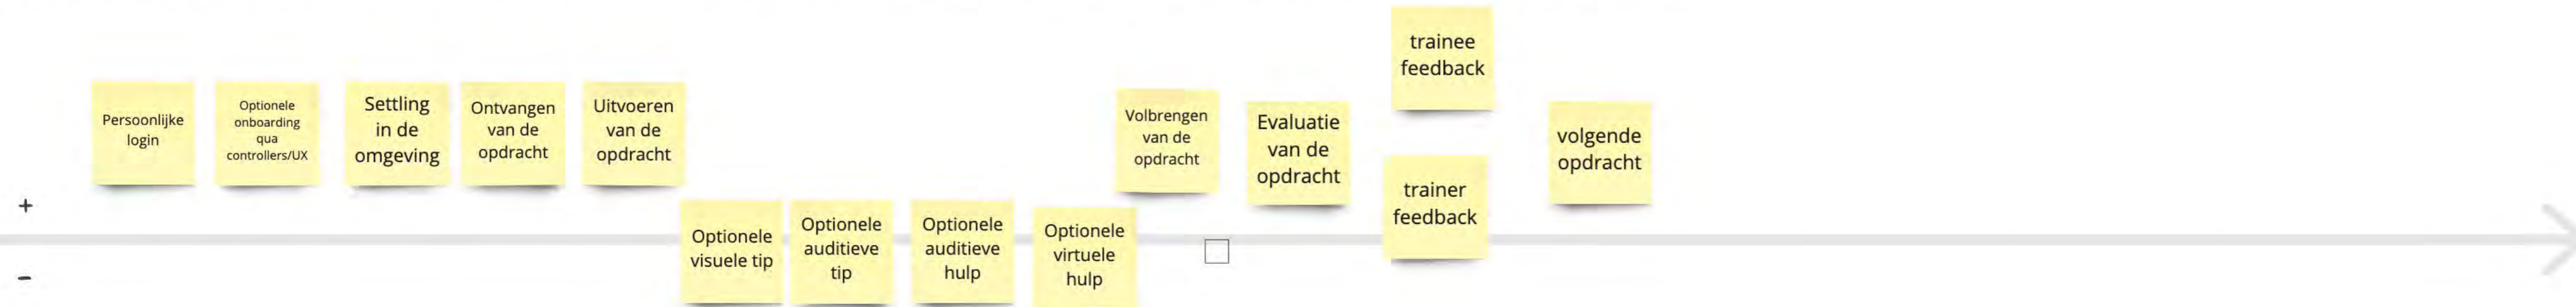 Persoonlijke
login
Optionele
onboarding
qua
controllers/UX
Settling
in de
omgeving
Ontvangen
van de
opdracht
Uitvoeren
van de
opdracht
Optionele
visuele tip
Optionele
auditieve
tip
Optionele
auditieve
hulp
Optionele
virtuele
hulp
Volbrengen
van de
opdracht
Evaluatie
van de
opdracht
trainee
feedback
trainer
feedback
volgende
opdracht
+
-